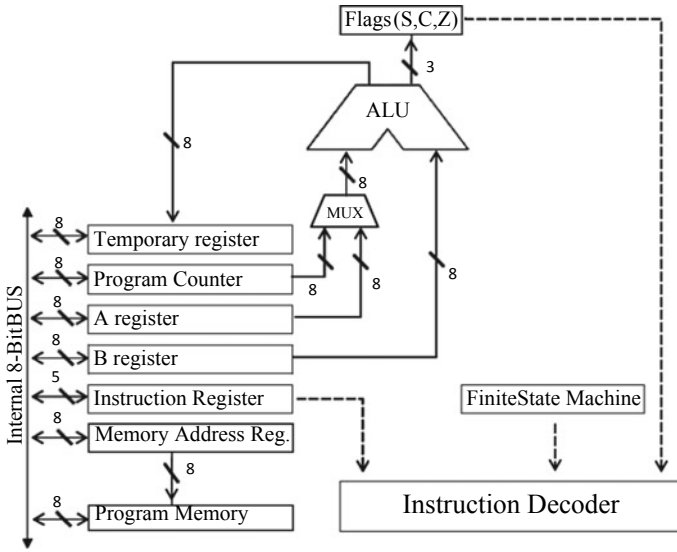 Flags(S,C,Z)
3
ALU
8
8
MUX
8
Temporary register
8
Program Counter
8
8
8
8
A register
8
B register
5
Instruction Register
FiniteState Machine
8
Memory Address Reg.
8
8
Program Memory
Instruction Decoder
Internal 8-BitBUS